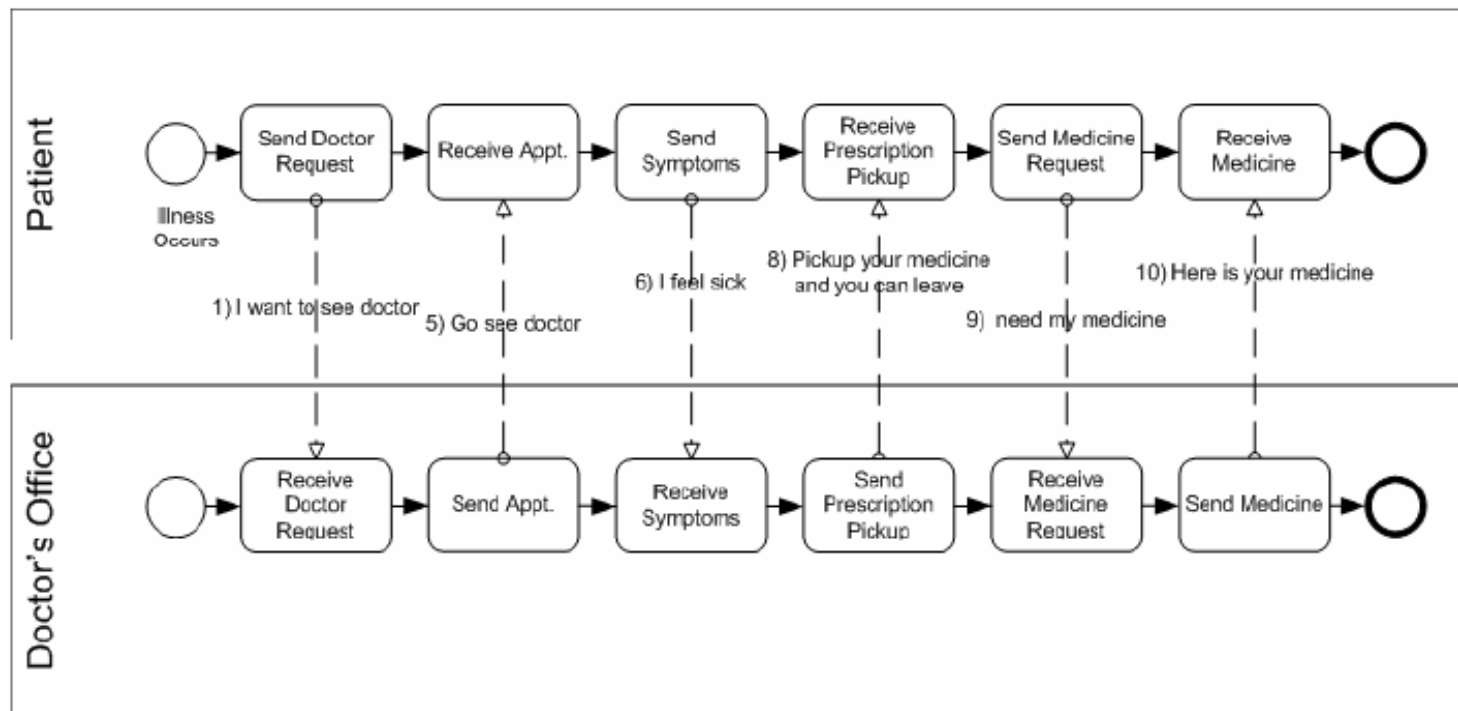 Patient
Send Doctor
Request
Receive Appt.
Send
Symptoms
Receive
Prescription
Pickup
Send Medicine
Request
Receive
Medicine
Illness
Occurs
1) I want to see doctor
5) Go see doctor
6) I feel sick
8) Pickup your medicine
and you can leave
9) need my medicine
10) Here is your medicine
Doctor's Office
Receive
Doctor
Request
Send Appt.
Receive
Symptoms
Send
Prescription
Pickup
Receive
Medicine
Request
Send Medicine